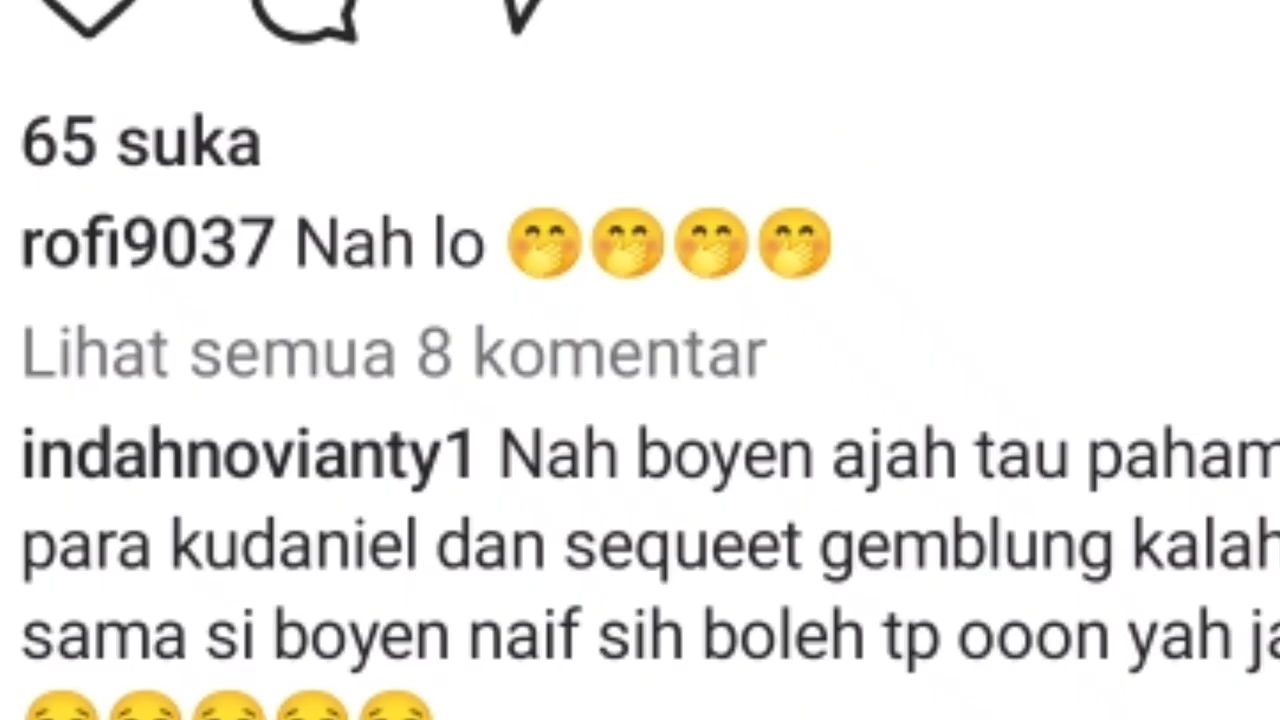 65 suka
rofi9037 Nah lo 🤭🤭🤭🤭
Lihat semua 8 komentar
indahnovianty1 Nah boyen ajah tau paham
para kudaniel dan sequeet gemblung kalah
sama si boyen naif sih boleh tp ooon yah